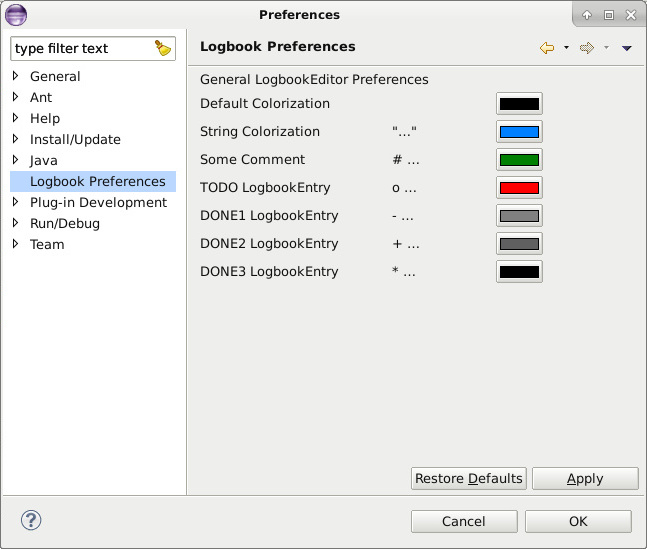 Preferences
type filter text
General
Ant
Help
Install/Update
Java
Logbook Preferences
Plug-in Development
Run/Debug
Team
Logbook Preferences
General LogbookEditor Preferences
Default Colorization
String Colorization "..."
Some Comment # ...
TODO LogbookEntry o ...
DONE1 LogbookEntry - ...
DONE2 LogbookEntry + ...
DONE3 LogbookEntry * ...
Restore Defaults Apply
? Cancel OK